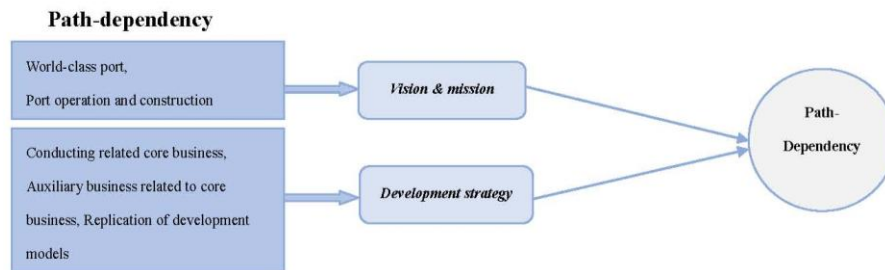 Path-dependency
World-class port,
Port operation and construction
Vision & mission
Conducting related core business,
Auxiliary business related to core
business, Replication of development
models
Development strategy
Path-
Dependency